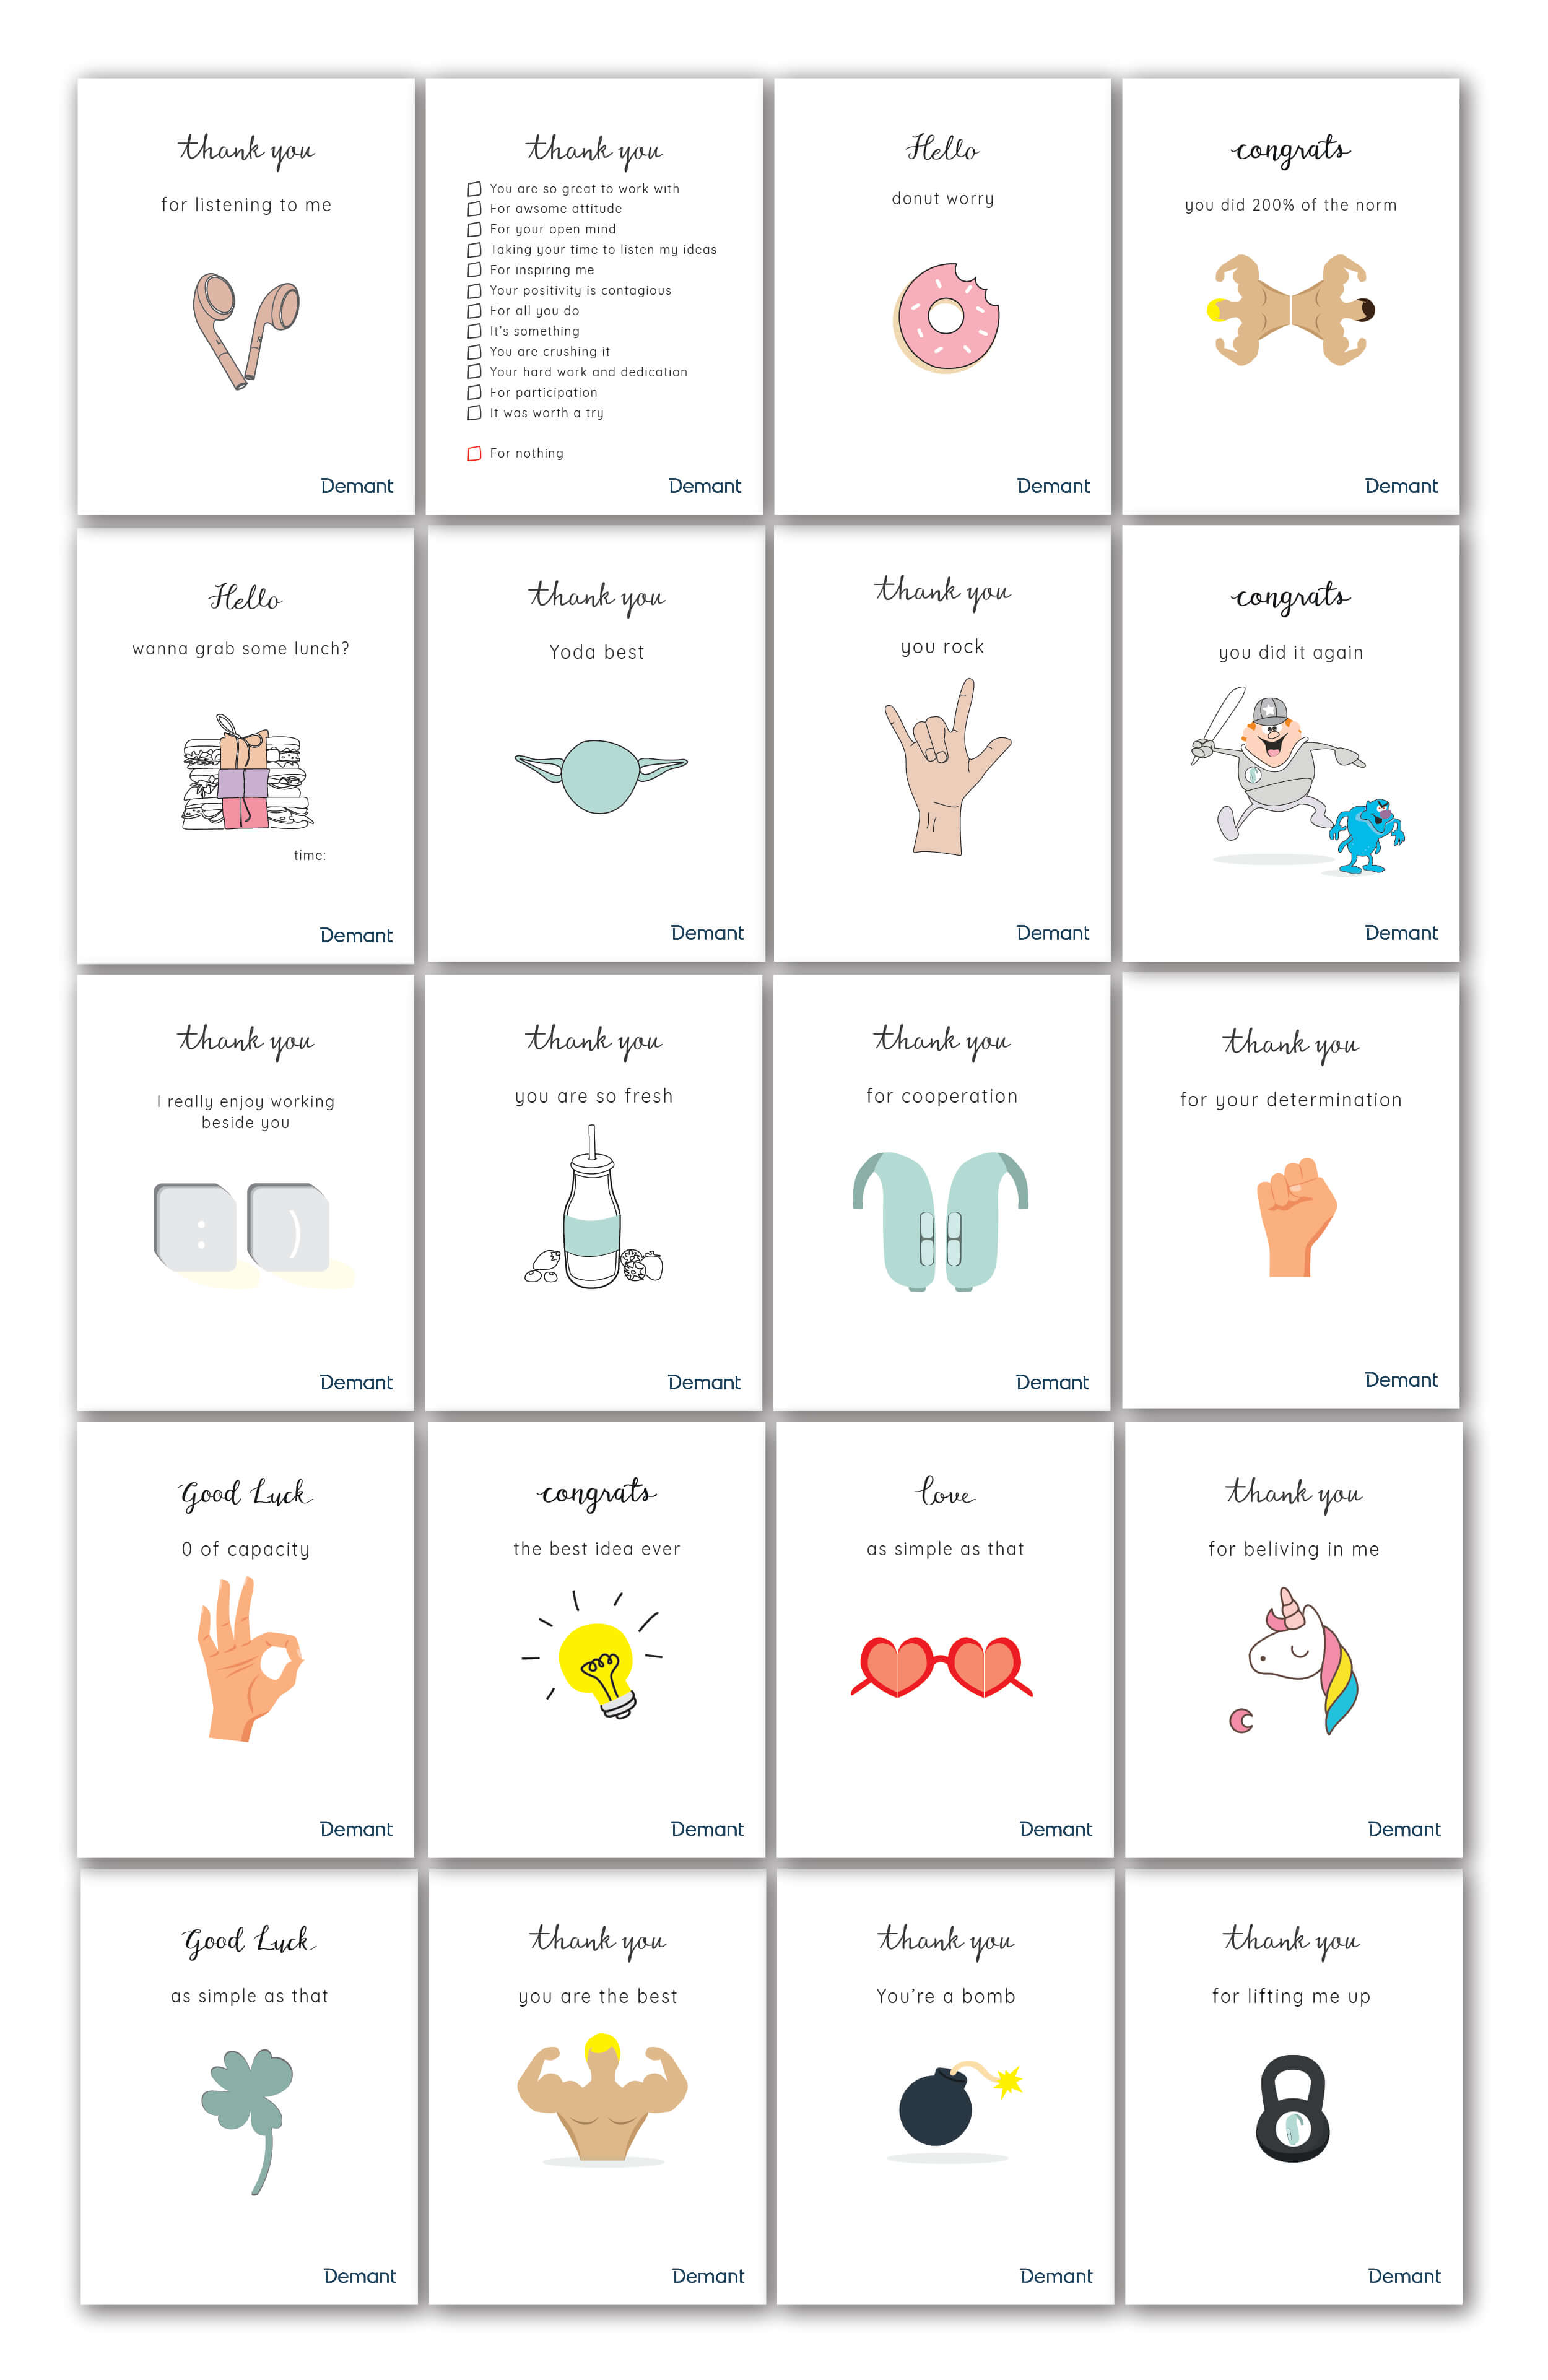 thank you
for listening to me
Demant
thank you
You are so great to work with
For awsome attitude
For your open mind
Taking your time to listen my ideas
For inspiring me
Your positivity is contagious
For all you do
It's something
You are crushing it
Your hard work and dedication
For participation
It was worth a try
For nothing
Demant
Hello
donut worry
Demant
congrats
you did 200% of the norm
Demant
Hello
wanna grab some lunch?
time:
Demant
thank you
Yoda best
Demant
thank you
you rock
Demant
congrats
you did it again
Demant
thank you
I really enjoy working
beside you
: )
Demant
thank you
you are so fresh
Demant
thank you
for cooperation
Demant
thank you
for your determination
Demant
Good Luck
0 of capacity
Demant
congrats
the best idea ever
Demant
love
as simple as that
Demant
thank you
for beliving in me
Demant
Good Luck
as simple as that
Demant
thank you
you are the best
Demant
thank you
You're a bomb
Demant
thank you
for lifting me up
Demant